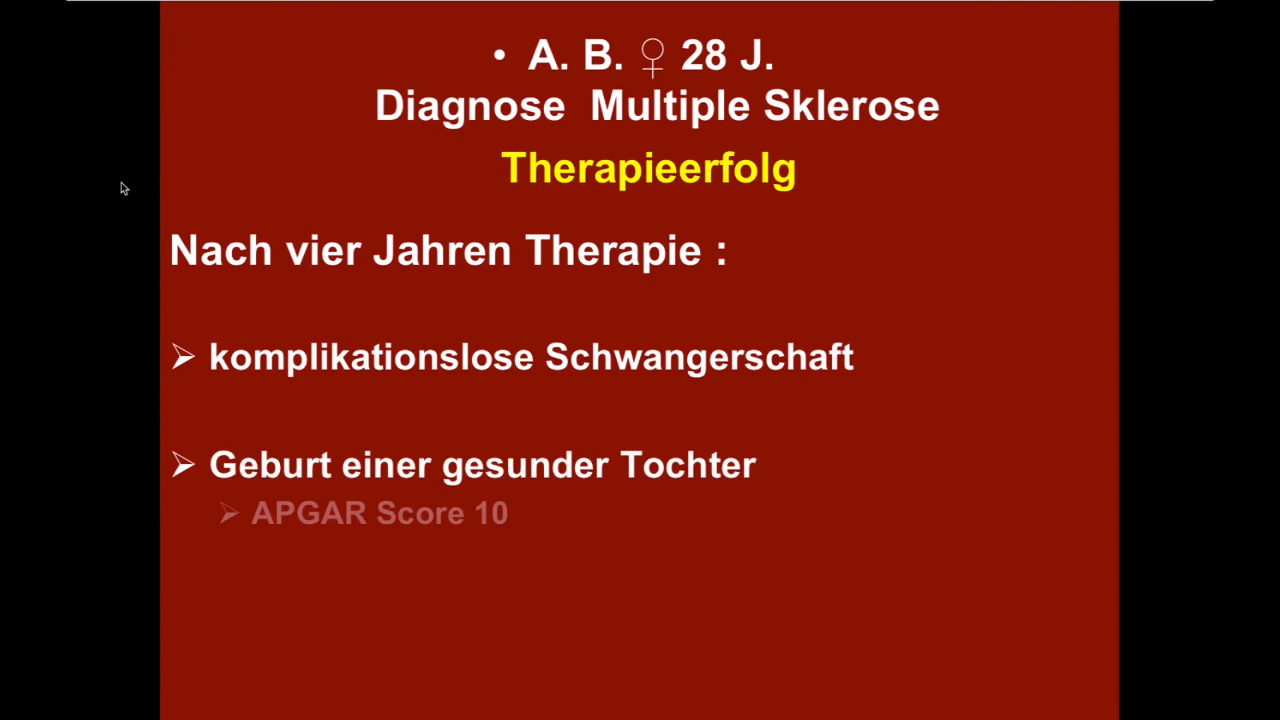 • A. B. ♀ 28 J.
Diagnose  Multiple Sklerose
Therapieerfolg
Nach vier Jahren Therapie :
➢ komplikationslose Schwangerschaft
➢ Geburt einer gesunder Tochter
➢ APGAR Score 10